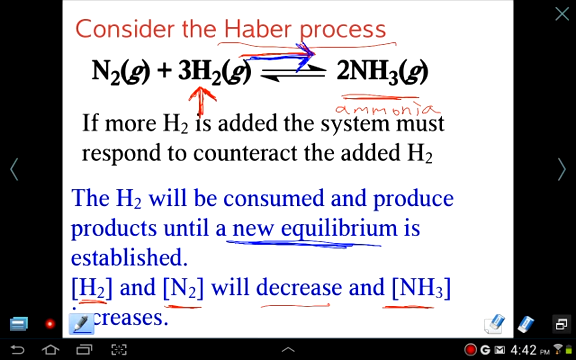 Consider the Haber process
N₂(g) + 3H₂(g) ⇌ 2NH₃(g)
ammonia
If more H₂ is added the system must
respond to counteract the added H₂
The H₂ will be consumed and produce
products until a new equilibrium is
established.
[H₂] and [N₂] will decrease and [NH₃]
creases.
G 4:42 PM